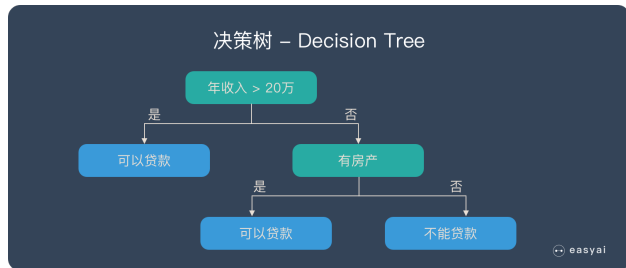 决策树 – Decision Tree
年收入 > 20万
是
否
可以贷款
有房产
是
否
可以贷款
不能贷款
easyai